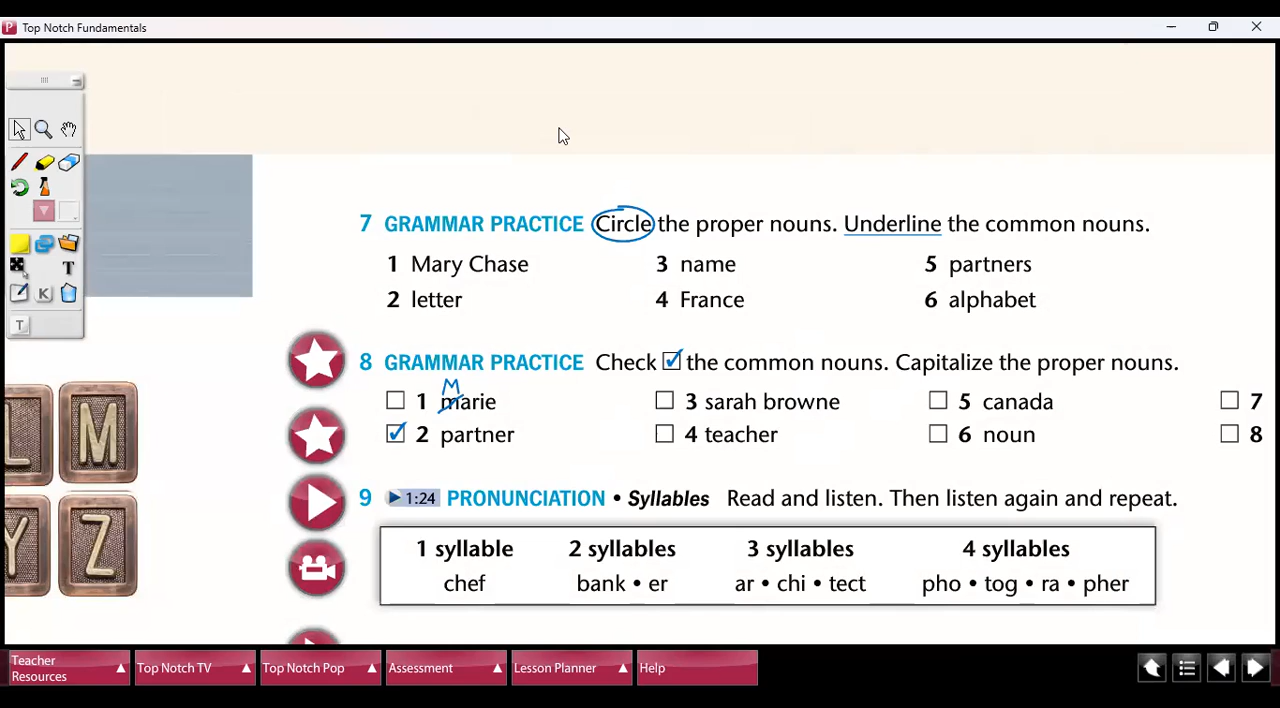 Top Notch Fundamentals
7 GRAMMAR PRACTICE Circle the proper nouns. Underline the common nouns.
1 Mary Chase 3 name 5 partners
2 letter 4 France 6 alphabet
8 GRAMMAR PRACTICE Check the common nouns. Capitalize the proper nouns.
M
1 marie 3 sarah browne 5 canada 7
2 partner 4 teacher 6 noun 8
9 1:24 PRONUNCIATION • Syllables Read and listen. Then listen again and repeat.
1 syllable 2 syllables 3 syllables 4 syllables
chef bank • er ar • chi • tect pho • tog • ra • pher
L M
Y Z
T
K
T
Teacher Resources Top Notch TV Top Notch Pop Assessment Lesson Planner Help